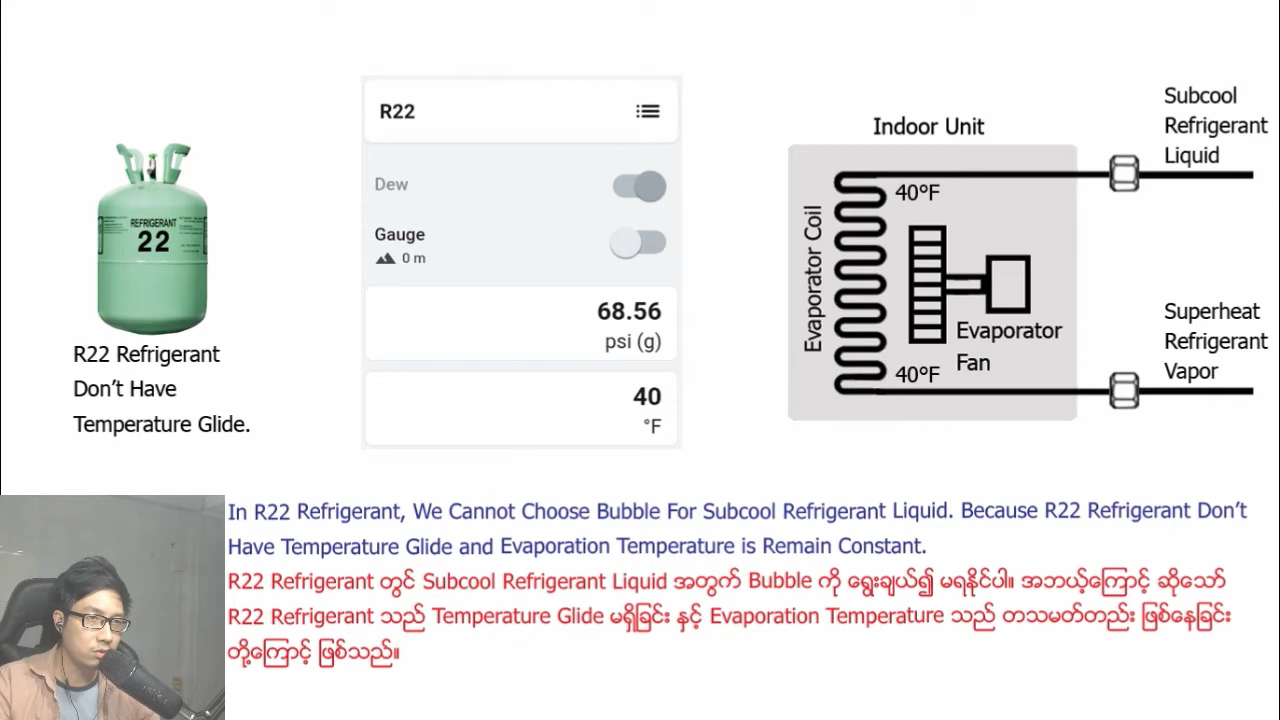 REFRIGERANT
22
R22 Refrigerant
Don't Have
Temperature Glide.
R22
Dew
Gauge
0 m
68.56
psi (g)
40
°F
Indoor Unit
Subcool
Refrigerant
Liquid
40°F
Evaporator Coil
Evaporator
Fan
40°F
Superheat
Refrigerant
Vapor
In R22 Refrigerant, We Cannot Choose Bubble For Subcool Refrigerant Liquid. Because R22 Refrigerant Don't
Have Temperature Glide and Evaporation Temperature is Remain Constant.
R22 Refrigerant တွင် Subcool Refrigerant Liquid အတွက် Bubble ကို ရွေးချယ်၍ မရနိုင်ပါ။ အဘယ့်ကြောင့် ဆိုသော်
R22 Refrigerant သည် Temperature Glide မရှိခြင်း နှင့် Evaporation Temperature သည် တသမတ်တည်း ဖြစ်နေခြင်း
တို့ကြောင့် ဖြစ်သည်။